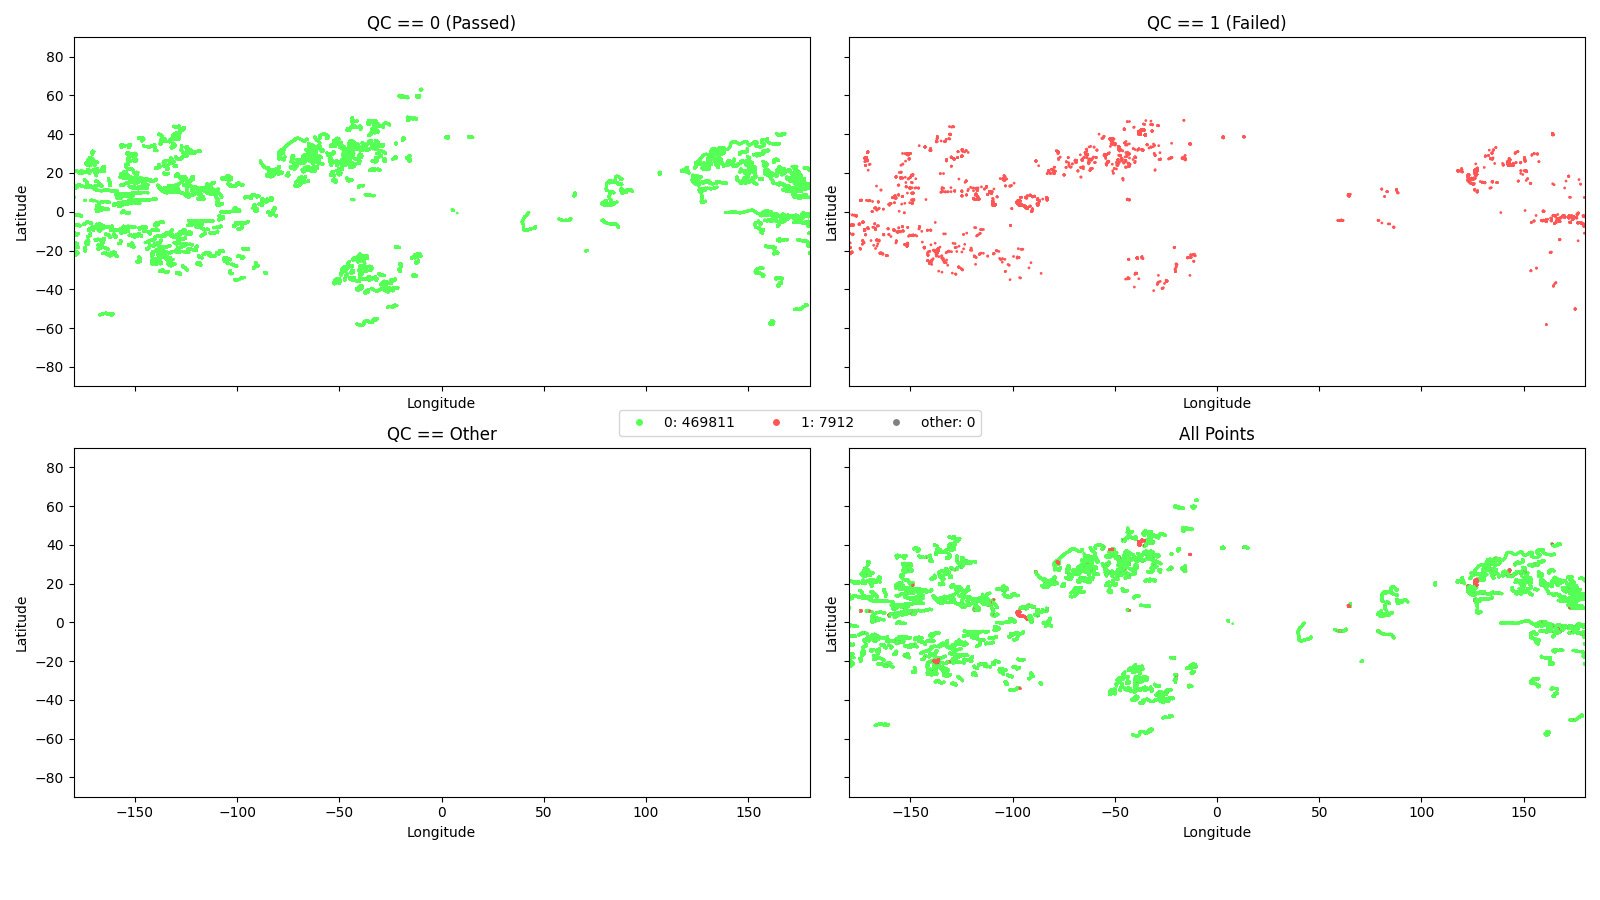 QC == 0 (Passed)
QC == 1 (Failed)
80
60
40
20
0
−20
−40
−60
−80
Latitude
Latitude
Longitude
Longitude
0: 469811 1: 7912 other: 0
QC == Other
All Points
80
60
40
20
0
−20
−40
−60
−80
Latitude
Latitude
−150 −100 −50 0 50 100 150
−150 −100 −50 0 50 100 150
Longitude
Longitude